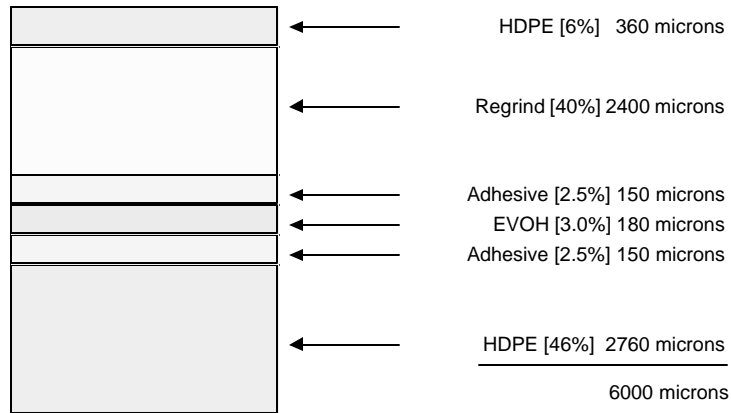 HDPE [6%] 360 microns
Regrind [40%] 2400 microns
Adhesive [2.5%] 150 microns
EVOH [3.0%] 180 microns
Adhesive [2.5%] 150 microns
HDPE [46%] 2760 microns
6000 microns